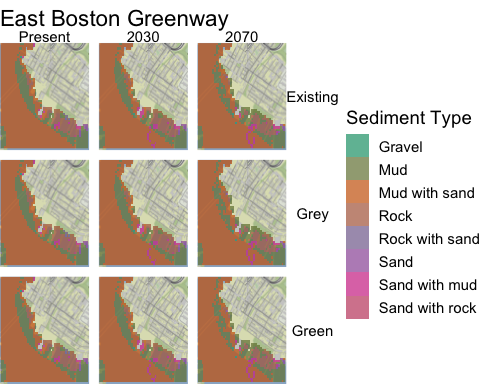 East Boston Greenway
Present 2030 2070
Existing
Grey
Green
Sediment Type
Gravel
Mud
Mud with sand
Rock
Rock with sand
Sand
Sand with mud
Sand with rock